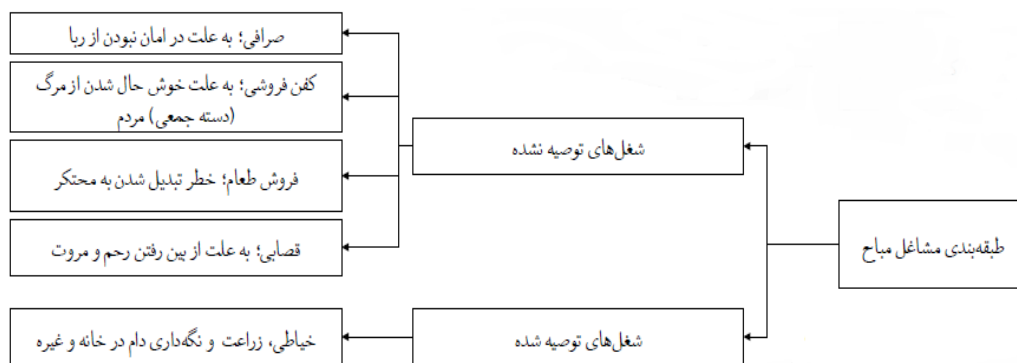 طبقه‌بندی مشاغل مباح
شغل‌های توصیه نشده
صرافی؛ به علت در امان نبودن از ربا
کفن فروشی؛ به علت خوش حال شدن از مرگ
(دسته جمعی) مردم
فروش طعام؛ خطر تبدیل شدن به محتکر
قصابی؛ به علت از بین رفتن رحم و مروت
شغل‌های توصیه شده
خیاطی، زراعت و نگه‌داری دام در خانه و غیره